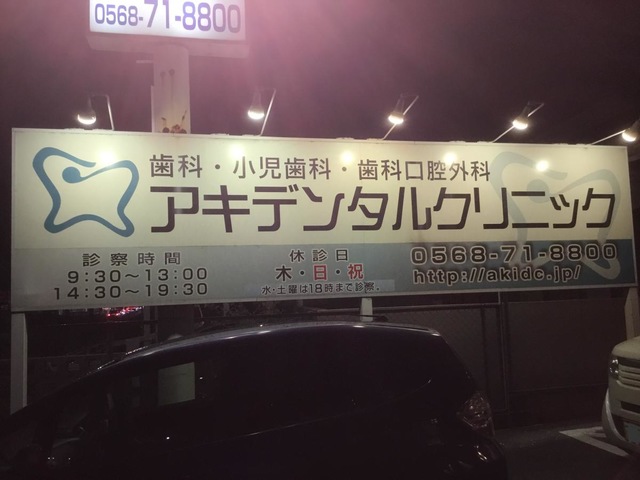 0568-71-8800
歯科・小児歯科・歯科口腔外科
アキデンタルクリニック
診察時間
9:30〜13:00
14:30〜19:30
休診日
木・日・祝
水・土曜は18時まで診察。
0568-71-8800
http://akidc.jp/